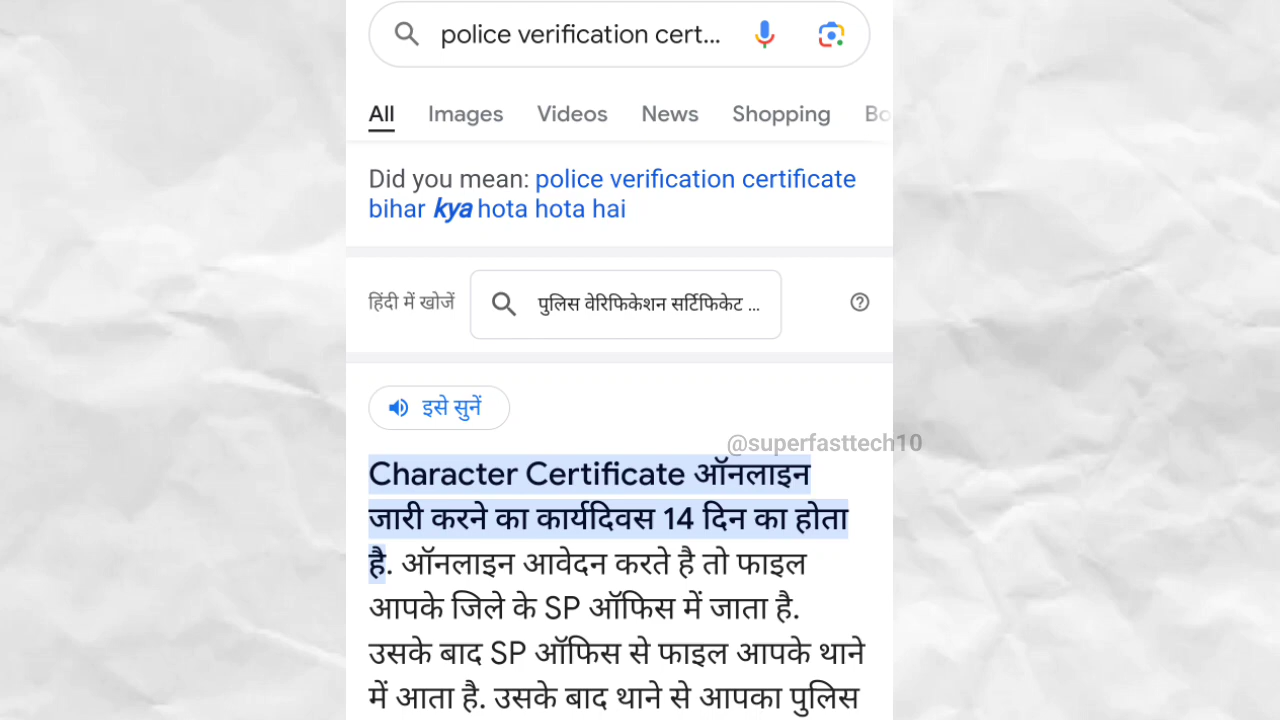 police verification cert...
All Images Videos News Shopping Bo
Did you mean: police verification certificate
bihar kya hota hota hai
हिंदी में खोजें
पुलिस वेरिफिकेशन सर्टिफिकेट ...
इसे सुनें
@superfasttech10
Character Certificate ऑनलाइन
जारी करने का कार्यदिवस 14 दिन का होता
है. ऑनलाइन आवेदन करते है तो फाइल
आपके जिले के SP ऑफिस में जाता है.
उसके बाद SP ऑफिस से फाइल आपके थाने
में आता है. उसके बाद थाने से आपका पुलिस